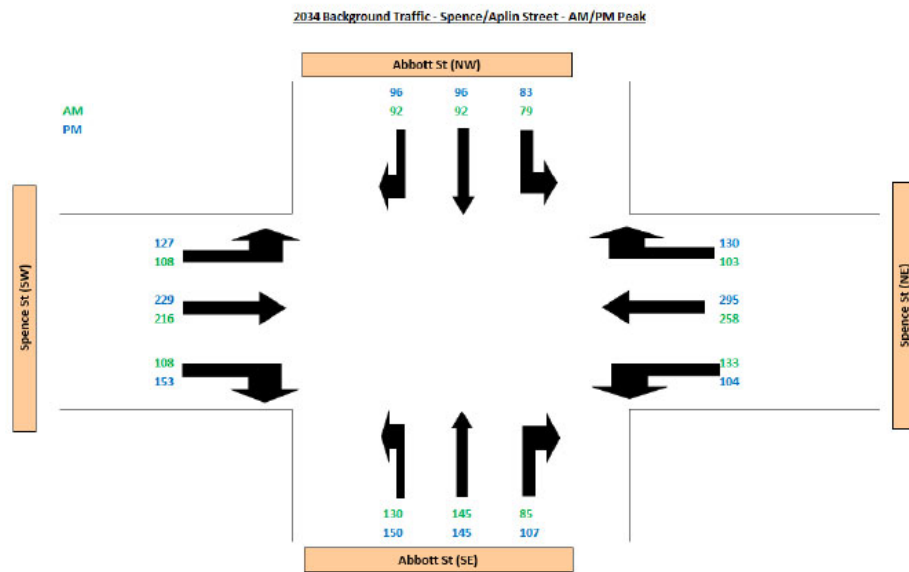 2034 Background Traffic - Spence/Aplin Street - AM/PM Peak
Abbott St (NW)
96 96 83
92 92 79
AM
PM
Spence St (SW)
127
108
229
216
108
153
130
103
295
258
133
104
Spence St (NE)
130 145 85
150 145 107
Abbott St (SE)